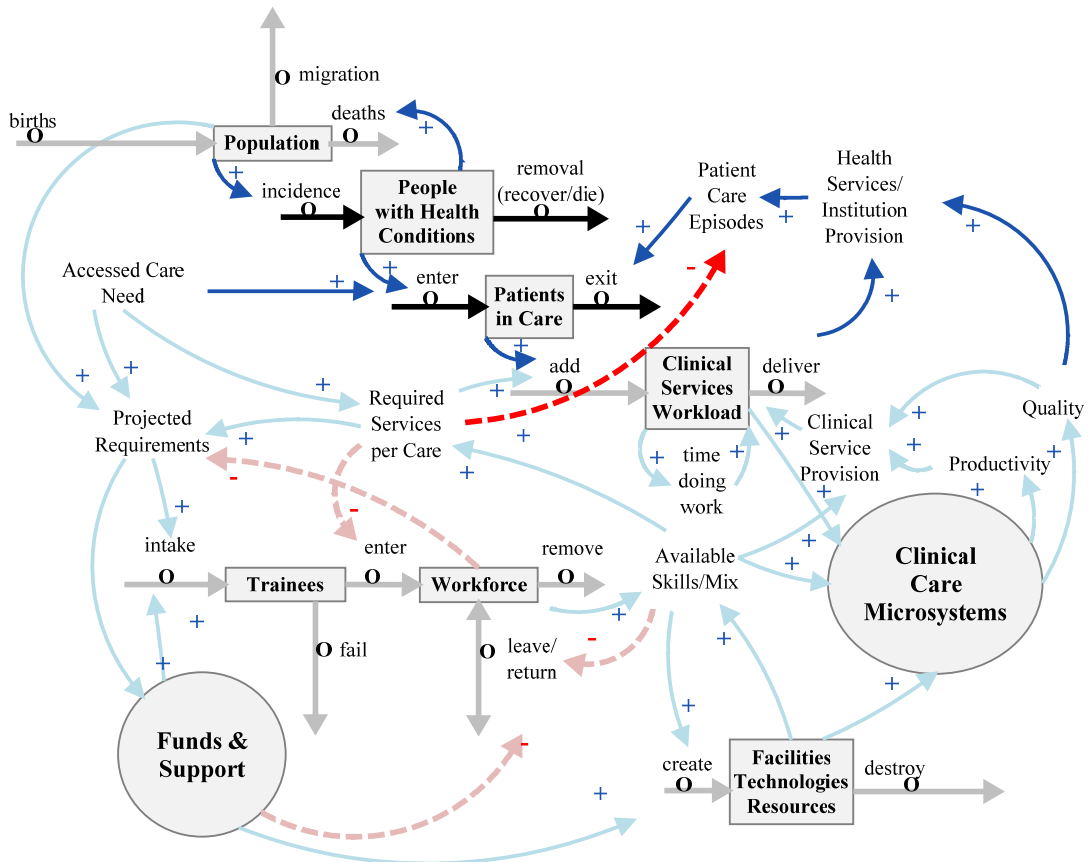 migration
births
deaths
Population
+
+
incidence
People
with Health
Conditions
removal
(recover/die)
Patient
Care
Episodes
Health
Services/
Institution
Provision
+
+
+
+
-
Accessed Care
Need
+
enter
Patients
in Care
exit
+
+
+
+
+
add
Clinical
Services
Workload
deliver
+
Required
Services
per Care
+
+
Projected
Requirements
+
+
+
-
-
+
time
doing
work
+
Clinical
Service
Provision
+
+
+
Quality
Productivity
+
+
+
+
intake
enter
remove
Available
Skills/Mix
Trainees
Workforce
Clinical
Care
Microsystems
+
+
+
fail
leave/
return
-
+
+
+
Funds &
Support
-
+
create
Facilities
Technologies
Resources
destroy